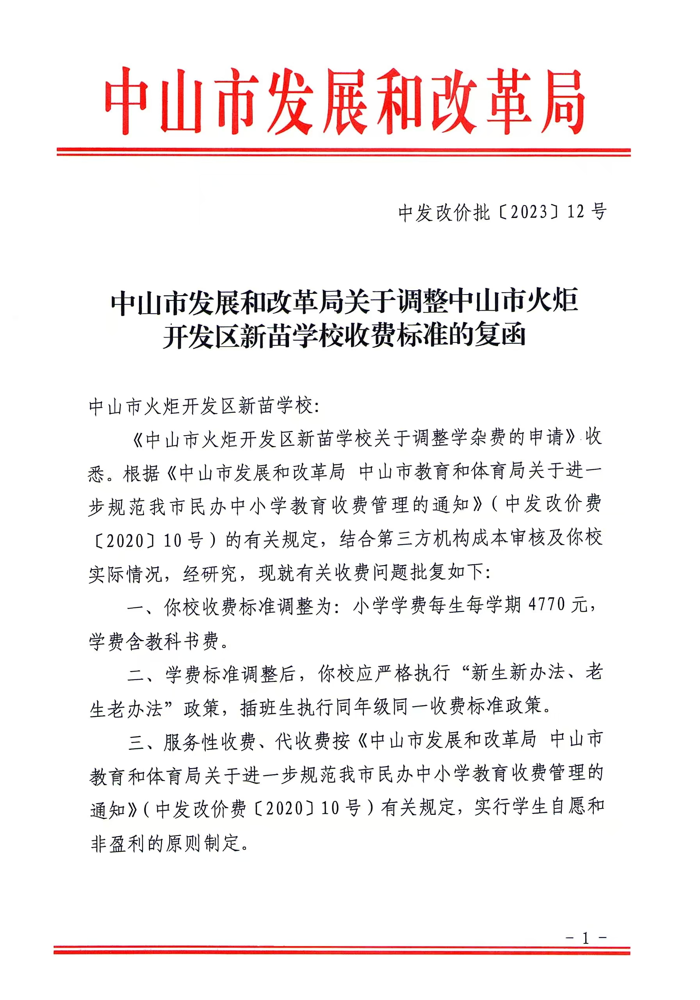 中山市发展和改革局
中发改价批〔2023〕12号
中山市发展和改革局关于调整中山市火炬
开发区新苗学校收费标准的复函
中山市火炬开发区新苗学校:
《中山市火炬开发区新苗学校关于调整学杂费的申请》收
悉。根据《中山市发展和改革局 中山市教育和体育局关于进一
步规范我市民办中小学教育收费管理的通知》(中发改价费
〔2020〕10号)的有关规定,结合第三方机构成本审核及你校
实际情况,经研究,现就有关收费问题批复如下:
一、你校收费标准调整为:小学学费每生每学期4770元,
学费含教科书费。
二、学费标准调整后,你校应严格执行“新生新办法、老
生老办法”政策,插班生执行同年级同一收费标准政策。
三、服务性收费、代收费按《中山市发展和改革局 中山市
教育和体育局关于进一步规范我市民办中小学教育收费管理的
通知》(中发改价费〔2020〕10号)有关规定,实行学生自愿和
非盈利的原则制定。
- 1 -